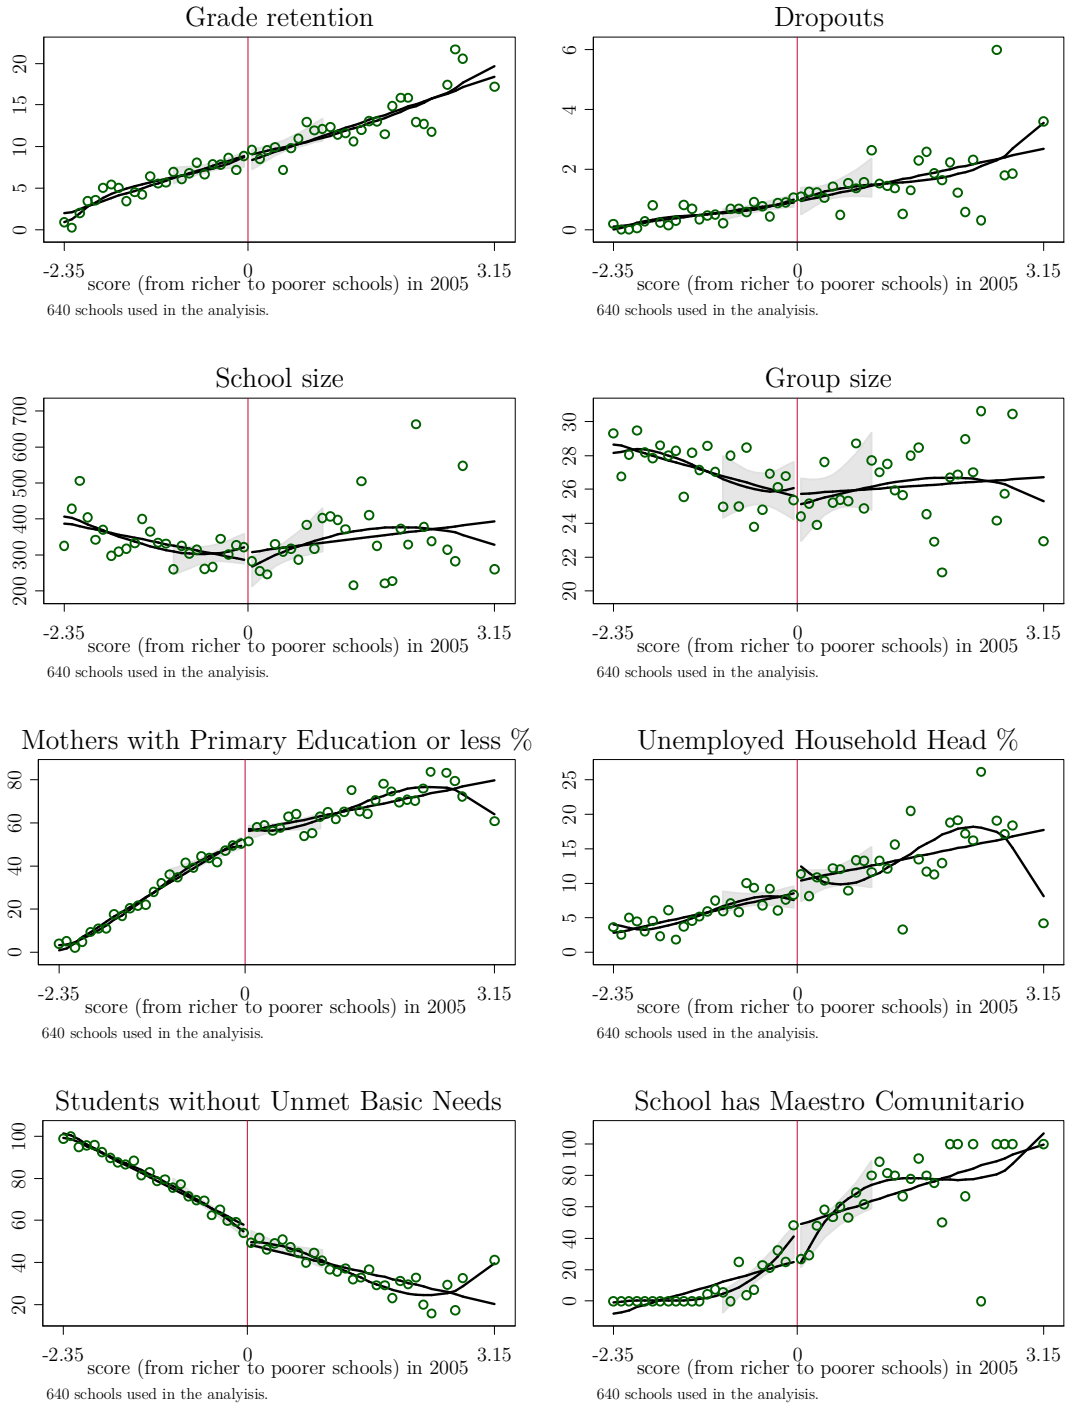 Grade retention
0 5 10 15 20
-2.35 0 3.15
score (from richer to poorer schools) in 2005
640 schools used in the analyisis.
Dropouts
0 2 4 6
-2.35 0 3.15
score (from richer to poorer schools) in 2005
640 schools used in the analyisis.
School size
200 300 400 500 600 700
-2.35 0 3.15
score (from richer to poorer schools) in 2005
640 schools used in the analyisis.
Group size
20 22 24 26 28 30
-2.35 0 3.15
score (from richer to poorer schools) in 2005
640 schools used in the analyisis.
Mothers with Primary Education or less %
0 20 40 60 80
-2.35 0 3.15
score (from richer to poorer schools) in 2005
640 schools used in the analyisis.
Unemployed Household Head %
0 5 10 15 20 25
-2.35 0 3.15
score (from richer to poorer schools) in 2005
640 schools used in the analyisis.
Students without Unmet Basic Needs
20 40 60 80 100
-2.35 0 3.15
score (from richer to poorer schools) in 2005
640 schools used in the analyisis.
School has Maestro Comunitario
0 20 40 60 80 100
-2.35 0 3.15
score (from richer to poorer schools) in 2005
640 schools used in the analyisis.